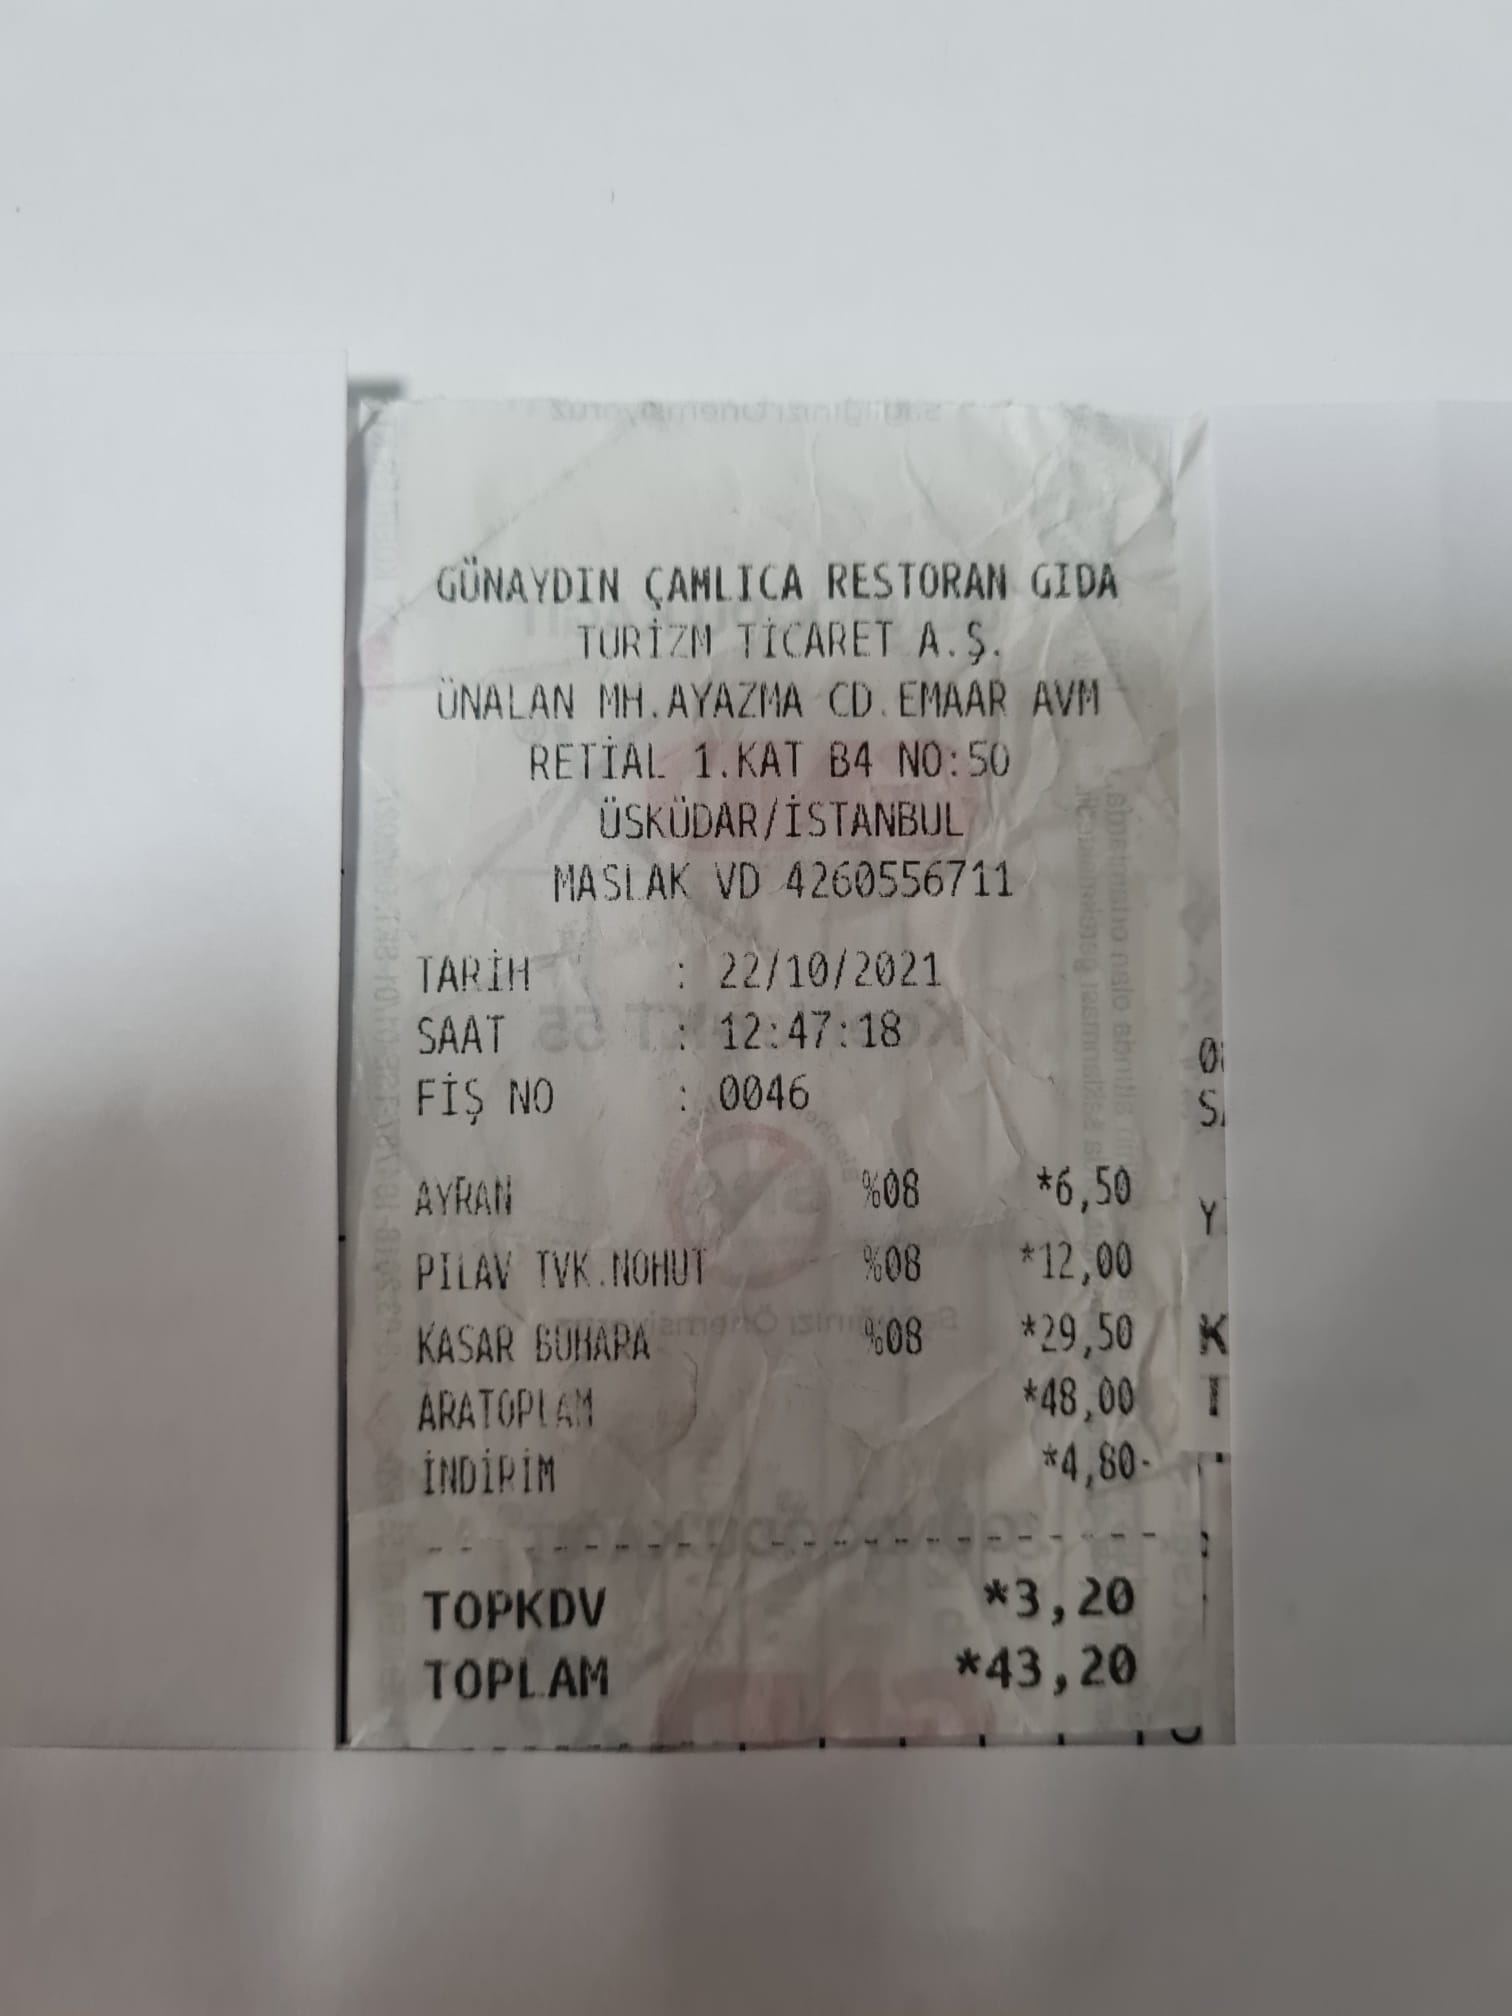 GÜNAYDIN ÇAMLICA RESTORAN GIDA
TURİZM TİCARET A.Ş.
ÜNALAN MH.AYAZMA CD.EMAAR AVM
RETİAL 1.KAT B4 NO:50
ÜSKÜDAR/İSTANBUL
MASLAK VD 4260556711
TARİH : 22/10/2021
SAAT : 12:47:18
FİŞ NO : 0046
AYRAN %08 *6,50
PILAV TVK.NOHUT %08 *12,00
KASAR BUHARA %08 *29,50
ARATOPLAM *48,00
İNDİRİM *4,80-
TOPKDV *3,20
TOPLAM *43,20